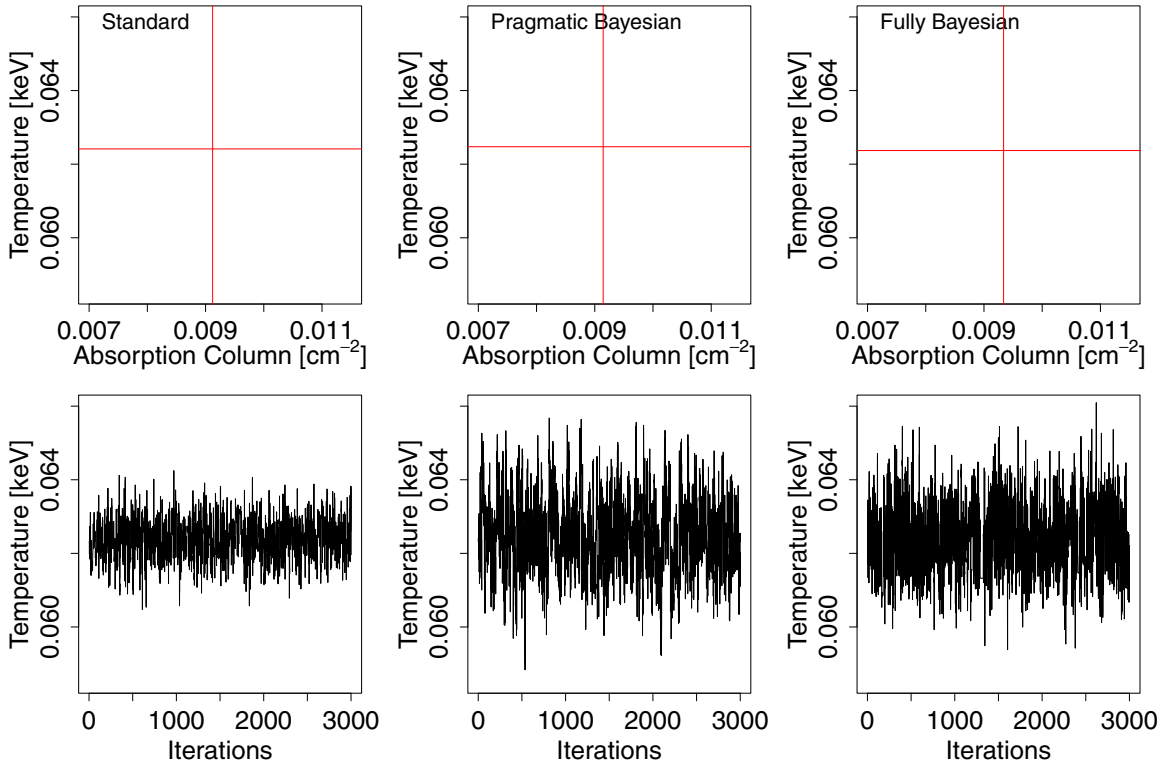 Standard
Temperature [keV]
0.064
0.060
0.007
0.009
0.011
Absorption Column [cm−2]
Pragmatic Bayesian
Temperature [keV]
0.064
0.060
0.007
0.009
0.011
Absorption Column [cm−2]
Fully Bayesian
Temperature [keV]
0.064
0.060
0.007
0.009
0.011
Absorption Column [cm−2]
Temperature [keV]
0.064
0.060
0
1000
2000
3000
Iterations
Temperature [keV]
0.064
0.060
0
1000
2000
3000
Iterations
Temperature [keV]
0.064
0.060
0
1000
2000
3000
Iterations